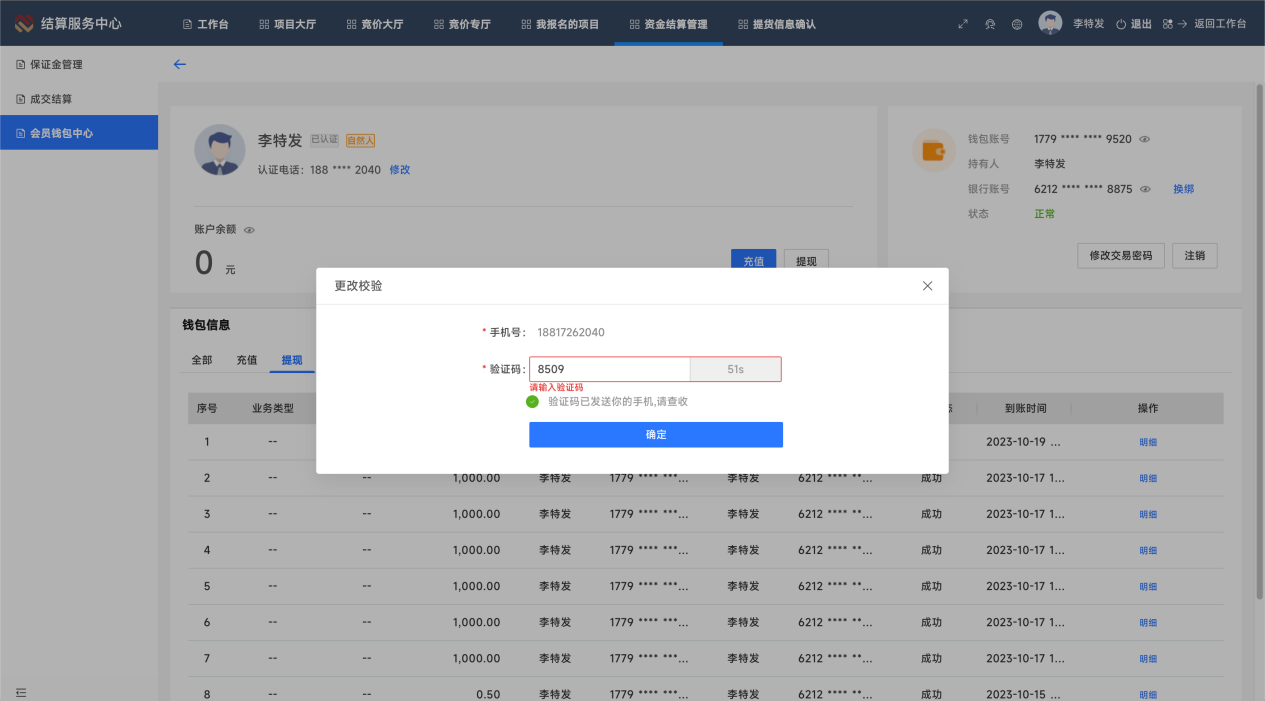 结算服务中心 工作台 项目大厅 竞价大厅 竞价专厅 我报名的项目 资金结算管理 提货信息确认 李特发 退出 返回工作台
保证金管理
成交结算
会员钱包中心
李特发 已认证 自然人
认证电话：188 **** 2040 修改
账户余额
0 元
充值 提现
钱包账号 1779 **** **** 9520
持有人 李特发
银行账号 6212 **** **** 8875 换绑
状态 正常
修改交易密码 注销
更改校验
* 手机号： 18817262040
* 验证码： 8509 51s
请输入验证码
验证码已发送你的手机,请查收
确定
钱包信息
全部 充值 提现
序号 业务类型 到账时间 操作
1 -- 2023-10-19 ... 明细
2 -- -- 1,000.00 李特发 1779 **** ***... 李特发 6212 **** **... 成功 2023-10-17 1... 明细
3 -- -- 1,000.00 李特发 1779 **** ***... 李特发 6212 **** **... 成功 2023-10-17 1... 明细
4 -- -- 1,000.00 李特发 1779 **** ***... 李特发 6212 **** **... 成功 2023-10-17 1... 明细
5 -- -- 1,000.00 李特发 1779 **** ***... 李特发 6212 **** **... 成功 2023-10-17 1... 明细
6 -- -- 1,000.00 李特发 1779 **** ***... 李特发 6212 **** **... 成功 2023-10-17 1... 明细
7 -- -- 1,000.00 李特发 1779 **** ***... 李特发 6212 **** **... 成功 2023-10-17 1... 明细
8 -- -- 0.50 李特发 1779 **** ***... 李特发 6212 **** **... 成功 2023-10-15 ... 明细